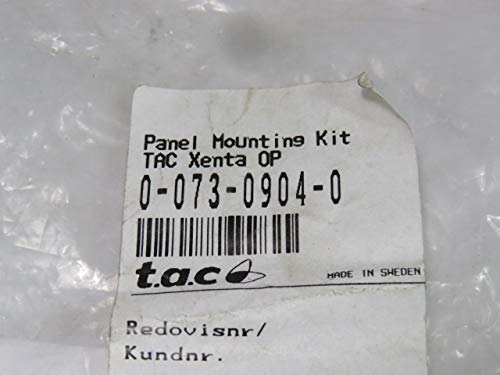 Panel Mounting Kit
TAC Xenta OP
0-073-0904-0
t.a.c
MADE IN SWEDEN
Redovisnr/
Kundnr.